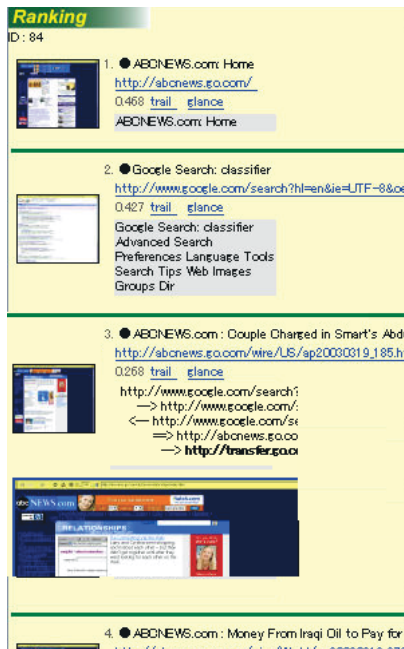 Ranking
ID : 84
1. ● ABCNEWS.com: Home
http://abcnews.go.com/
0.468 trail glance
ABCNEWS.com: Home
2. ● Google Search: classifier
http://www.google.com/search?hl=en&ie=UTF-8&oe
0.427 trail glance
Google Search: classifier
Advanced Search
Preferences Language Tools
Search Tips Web Images
Groups Dir
3. ● ABCNEWS.com : Couple Charged in Smart's Abd
http://abcnews.go.com/wire/US/ap20030319_185.h
0.268 trail glance
http://www.google.com/search?
—> http://www.google.com/
<— http://www.google.com/se
==> http://abcnews.go.co
—> http://transfer.go.c
abc NEWS.com
RELATIONSHIPS
4. ● ABCNEWS.com : Money From Iraqi Oil to Pay for